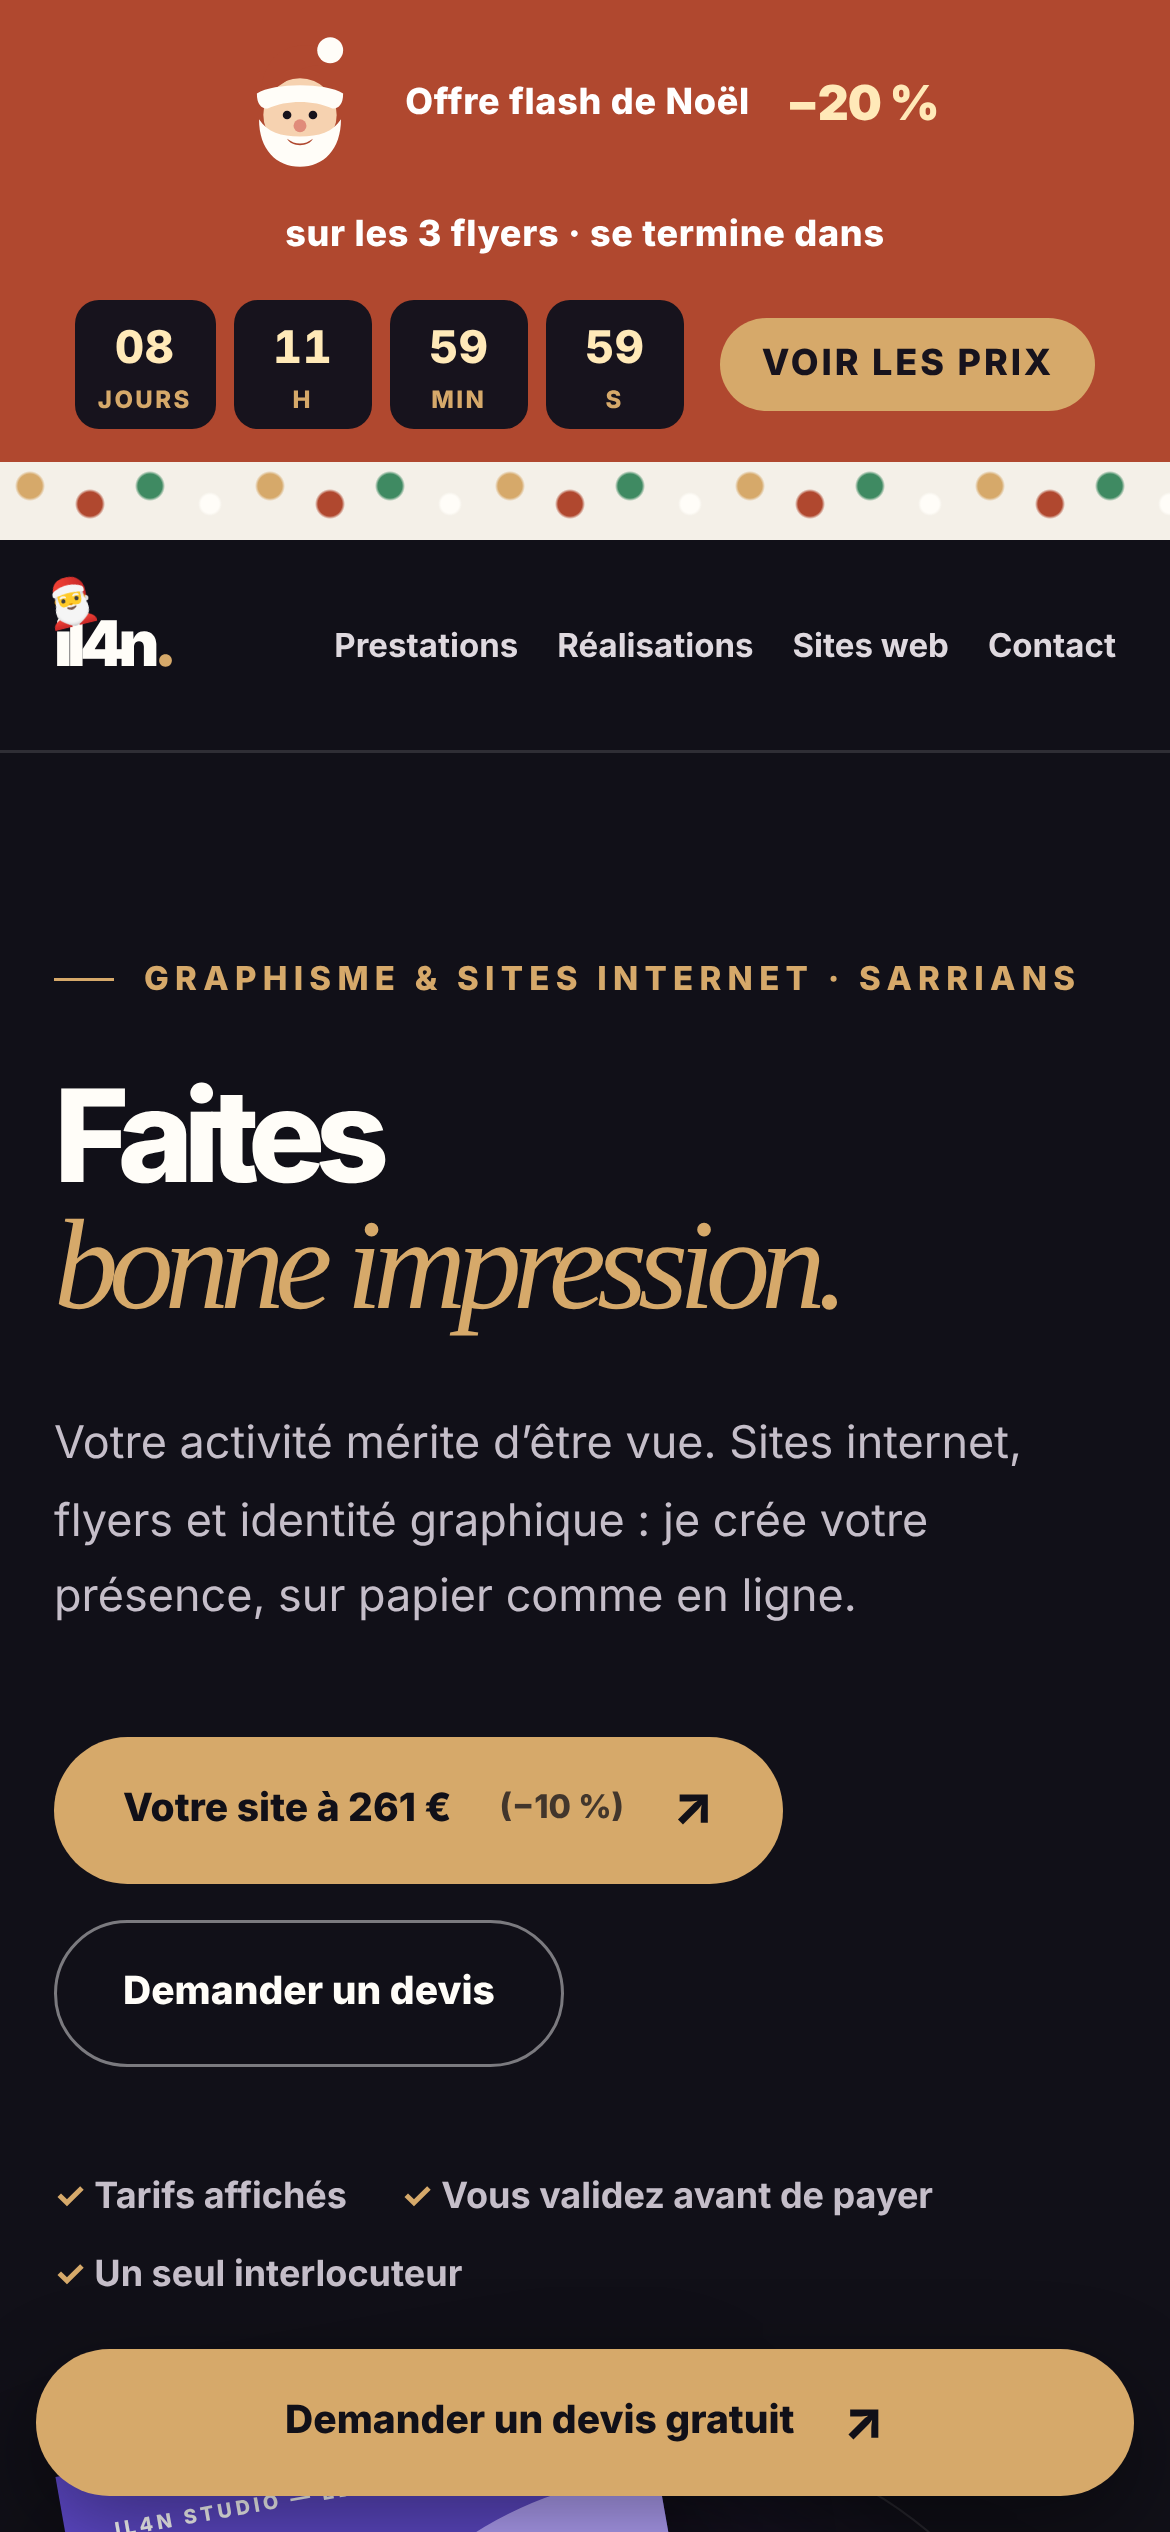 Offre flash de Noël −20 %
sur les 3 flyers · se termine dans
08 11 59 59 VOIR LES PRIX
JOURS H MIN S
il4n. Prestations Réalisations Sites web Contact
GRAPHISME & SITES INTERNET · SARRIANS
Faites
bonne impression.
Votre activité mérite d’être vue. Sites internet,
flyers et identité graphique : je crée votre
présence, sur papier comme en ligne.
Votre site à 261 € (−10 %)
Demander un devis
✓ Tarifs affichés ✓ Vous validez avant de payer
✓ Un seul interlocuteur
Demander un devis gratuit
IL4N STUDIO —